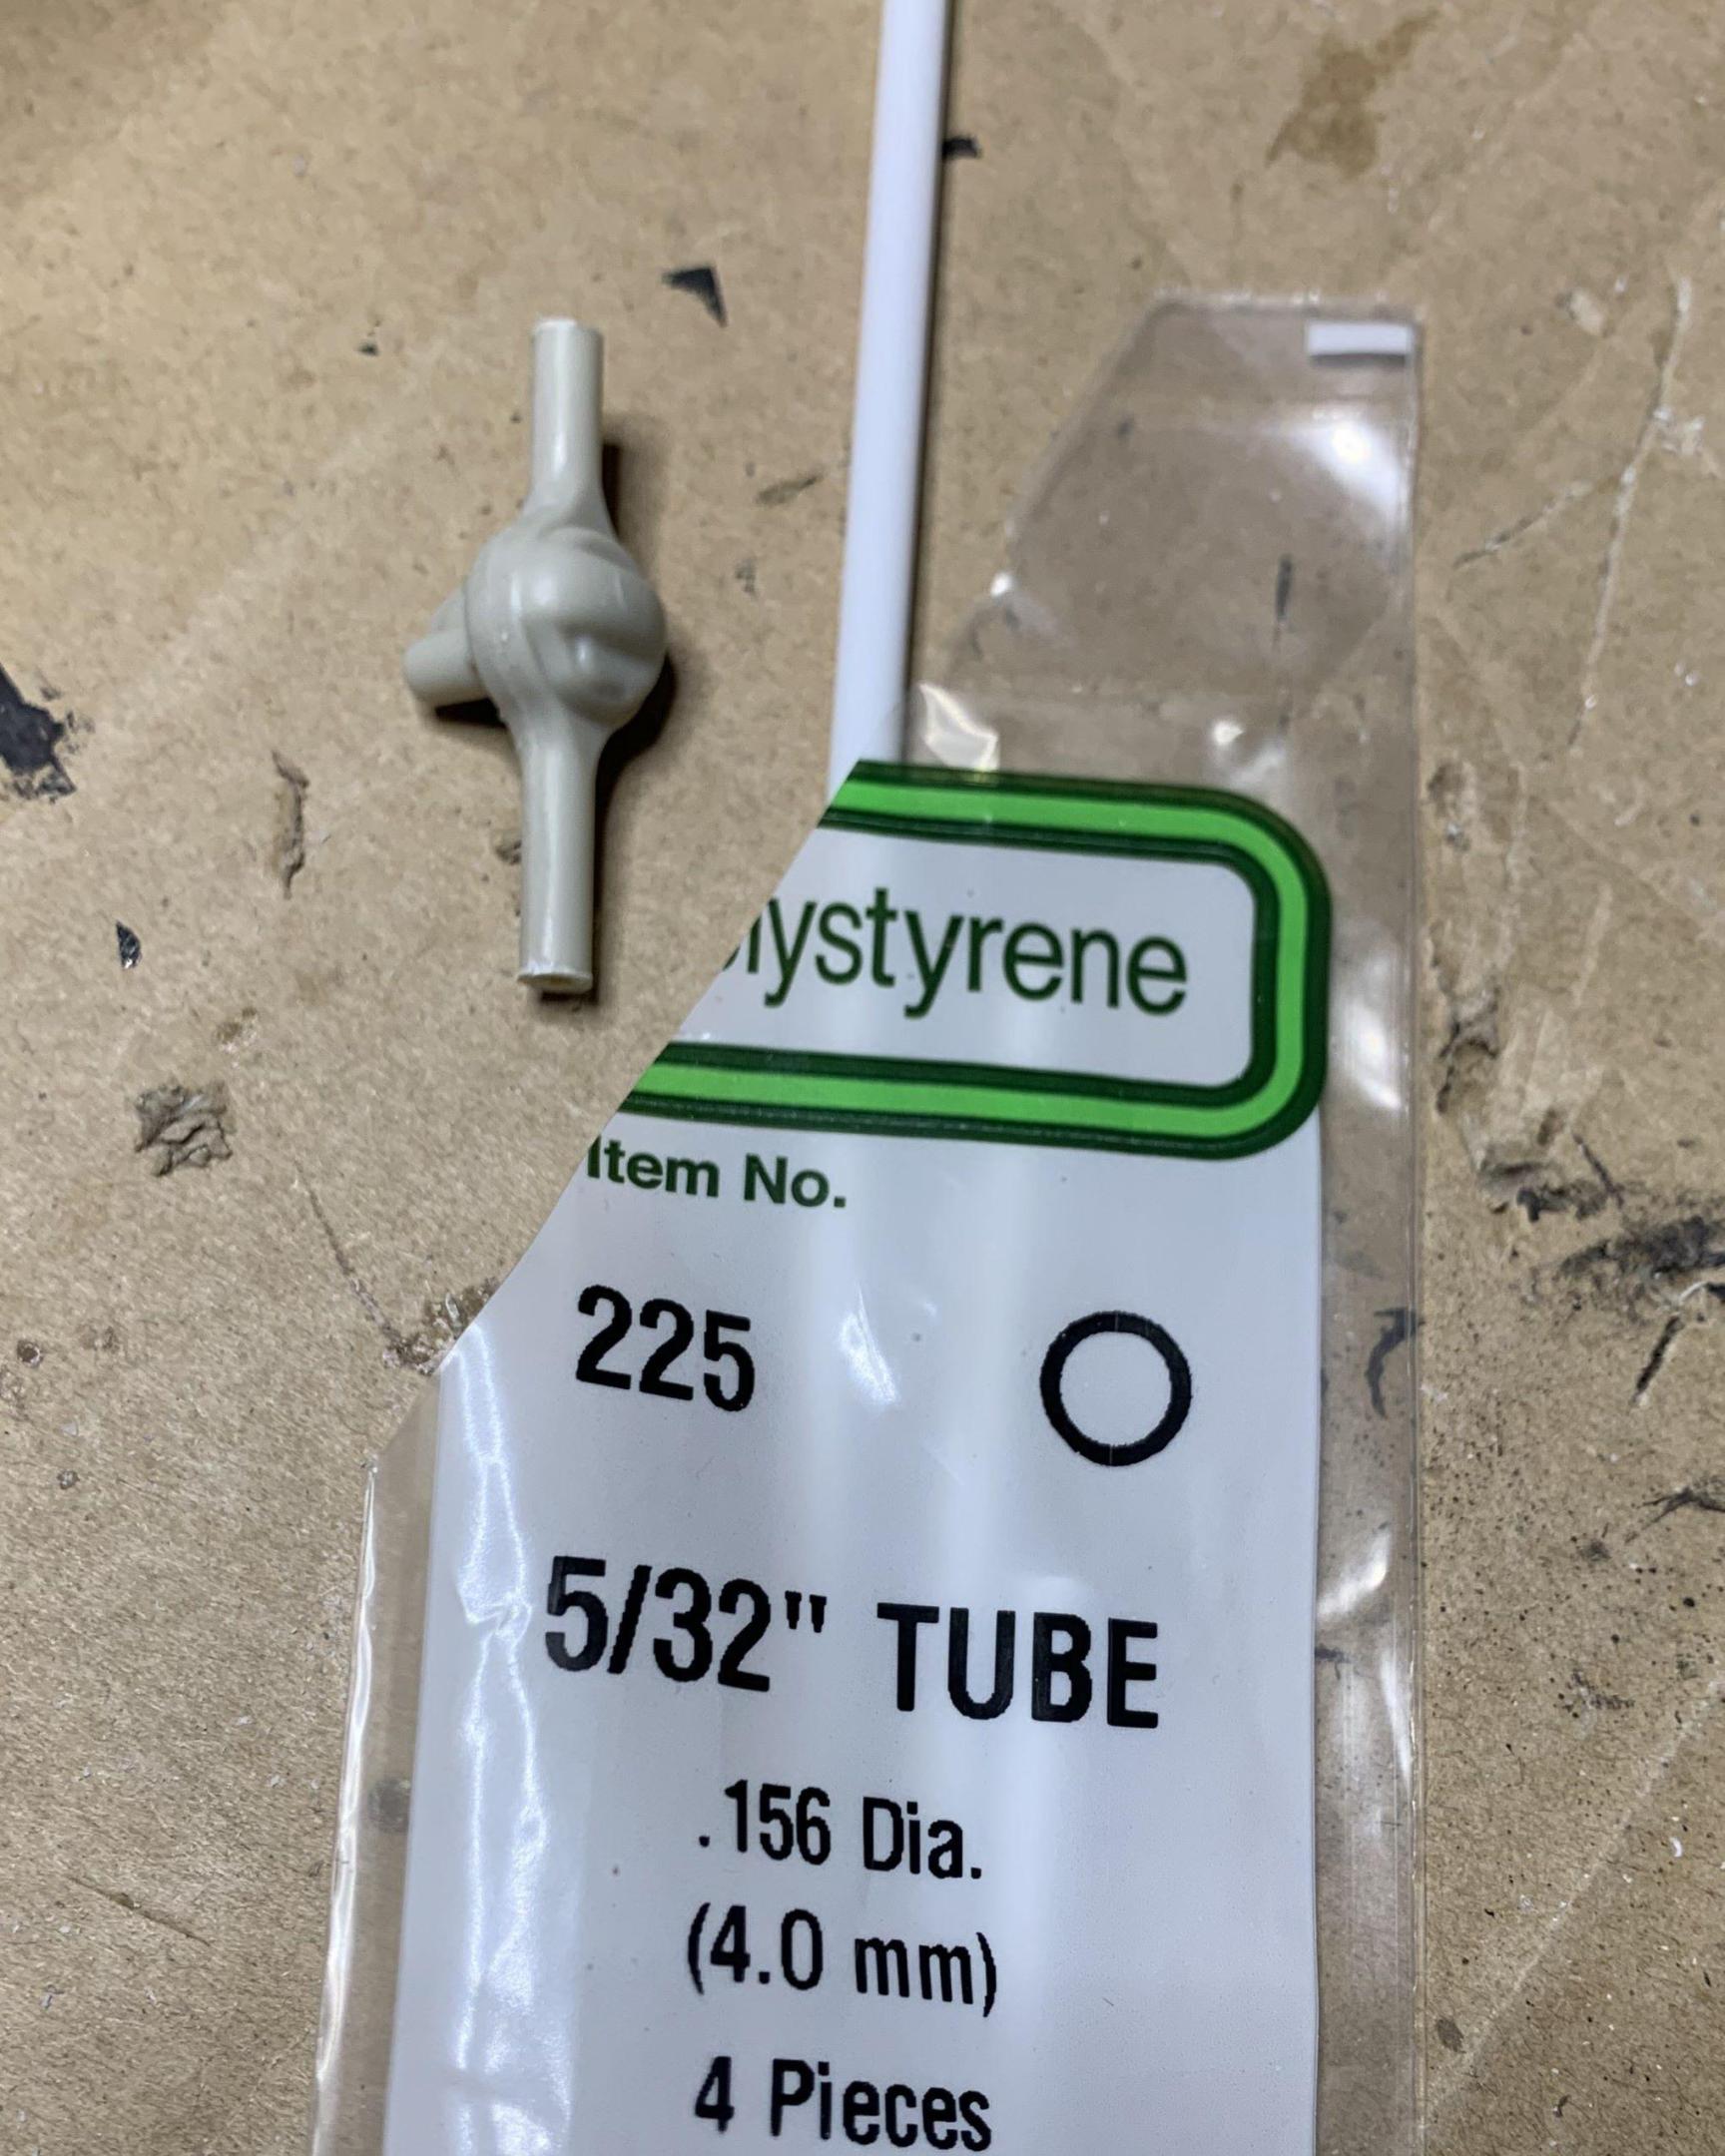 lystyrene
Item No.
225
5/32" TUBE
.156 Dia.
(4.0 mm)
4 Pieces